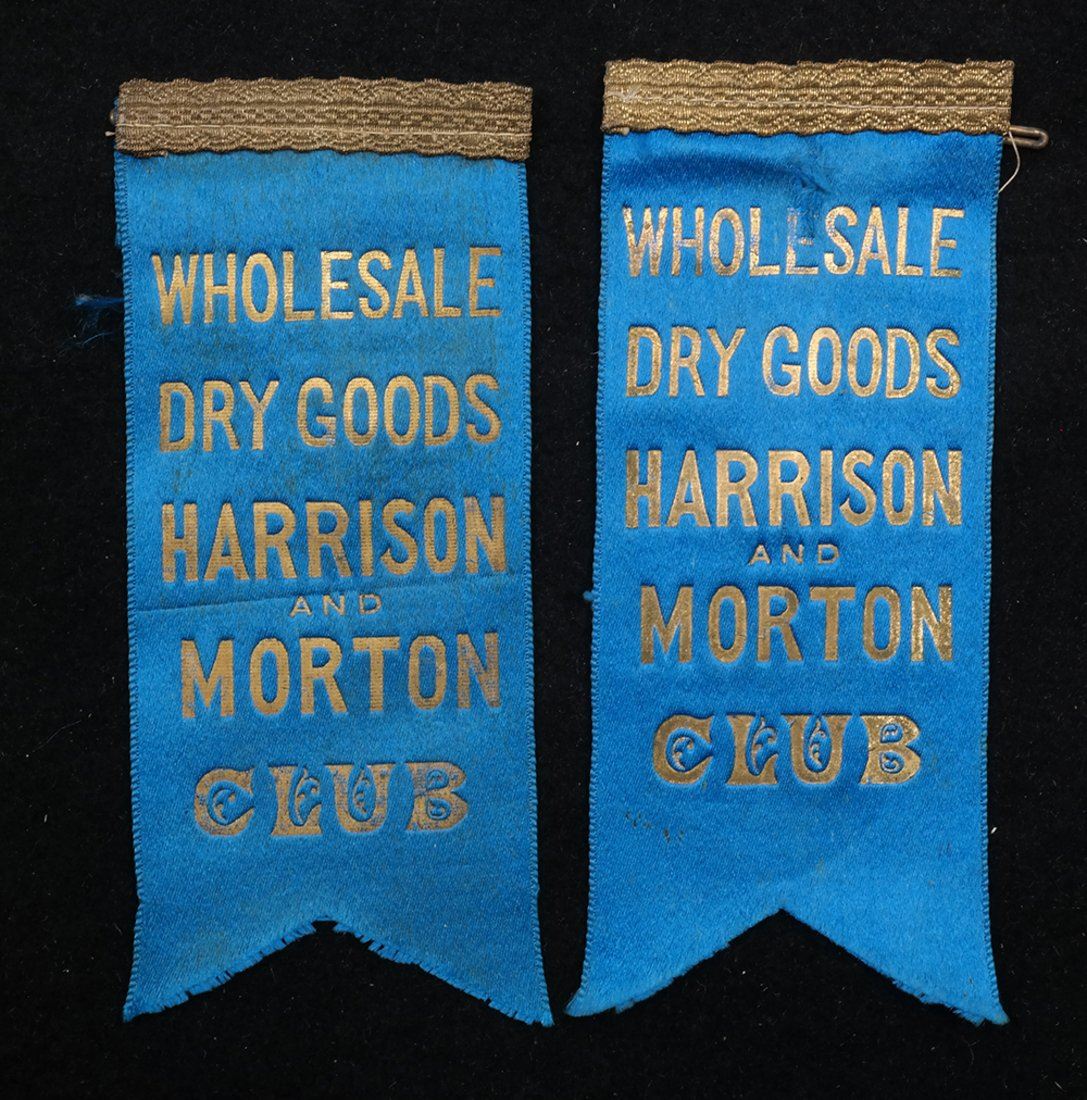 WHOLESALE
DRY GOODS
HARRISON
AND
MORTON
CLUB
WHOLESALE
DRY GOODS
HARRISON
AND
MORTON
CLUB